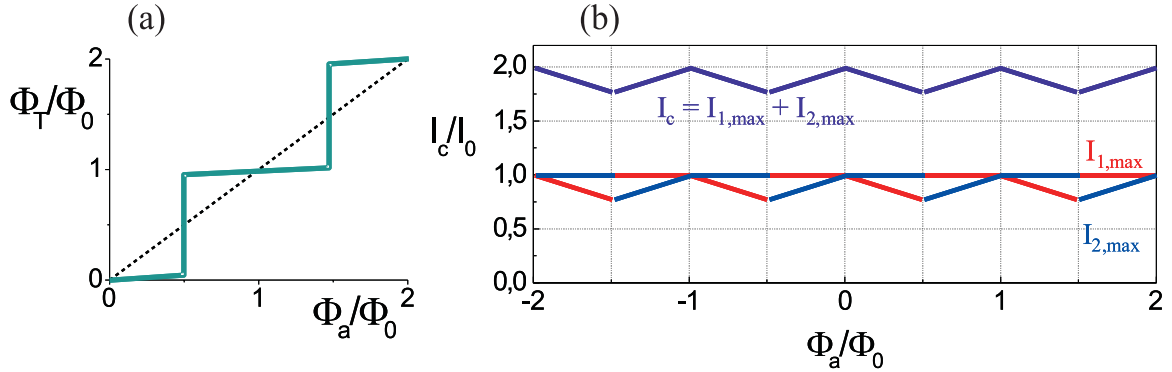 (a)
2
Φ_T/Φ_0
1
0
0
1
2
Φ_a/Φ_0
(b)
2,0
I_c = I_1,max + I_2,max
1,5
I_c/I_0
I_1,max
1,0
0,5
I_2,max
0,0
-2
-1
0
1
2
Φ_a/Φ_0